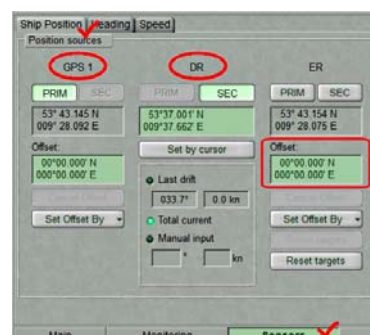 Ship Position Heading Speed
Position sources
GPS 1 DR ER
PRIM SEC PRIM SEC PRIM SEC
53° 43.145 N 53°37.001' N 53° 43.154 N
009° 28.092 E 009°37.662' E 009° 28.075 E
Offset: Set by cursor Offset:
00°00.000' N 00°00.000' N
000°00.000' E 000°00.000' E
Last drift
033.7° 0.0 kn
Set Offset By Total current Set Offset By
Manual input
° kn Reset targets
Main Monitoring Sensors